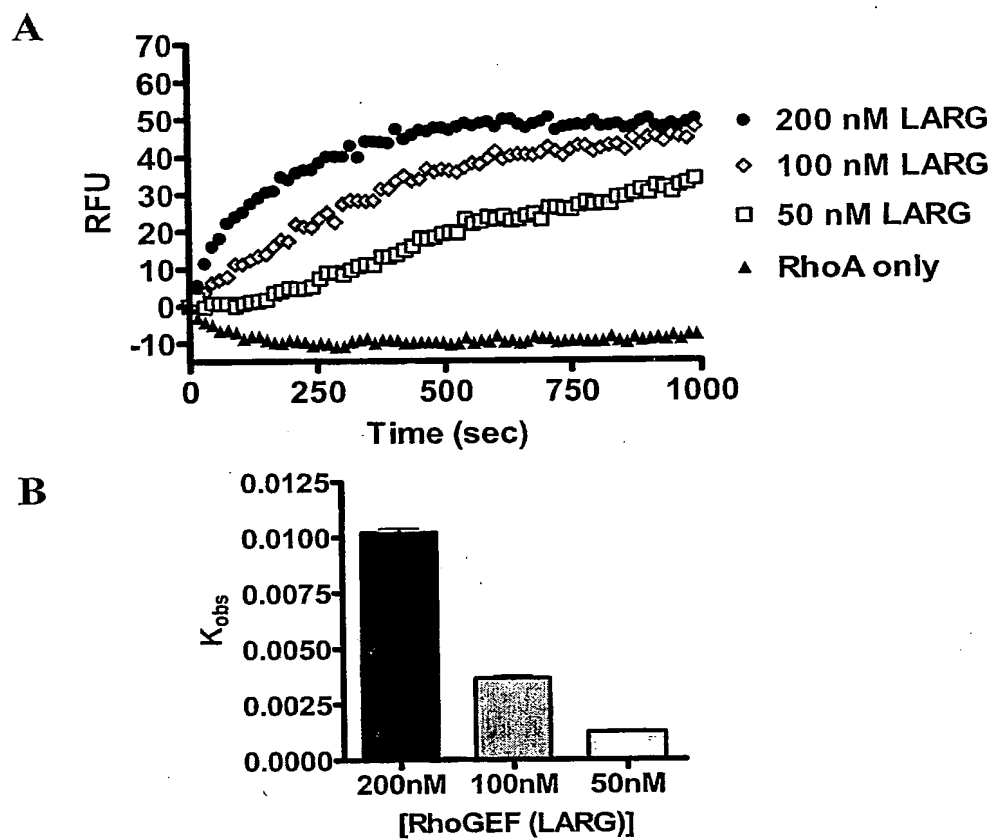 A
70
60
50
40
30
20
10
0
-10
RFU
0 250 500 750 1000
Time (sec)
200 nM LARG
100 nM LARG
50 nM LARG
RhoA only
B
0.0125
0.0100
0.0075
0.0050
0.0025
0.0000
Kobs
200nM 100nM 50nM
[RhoGEF (LARG)]